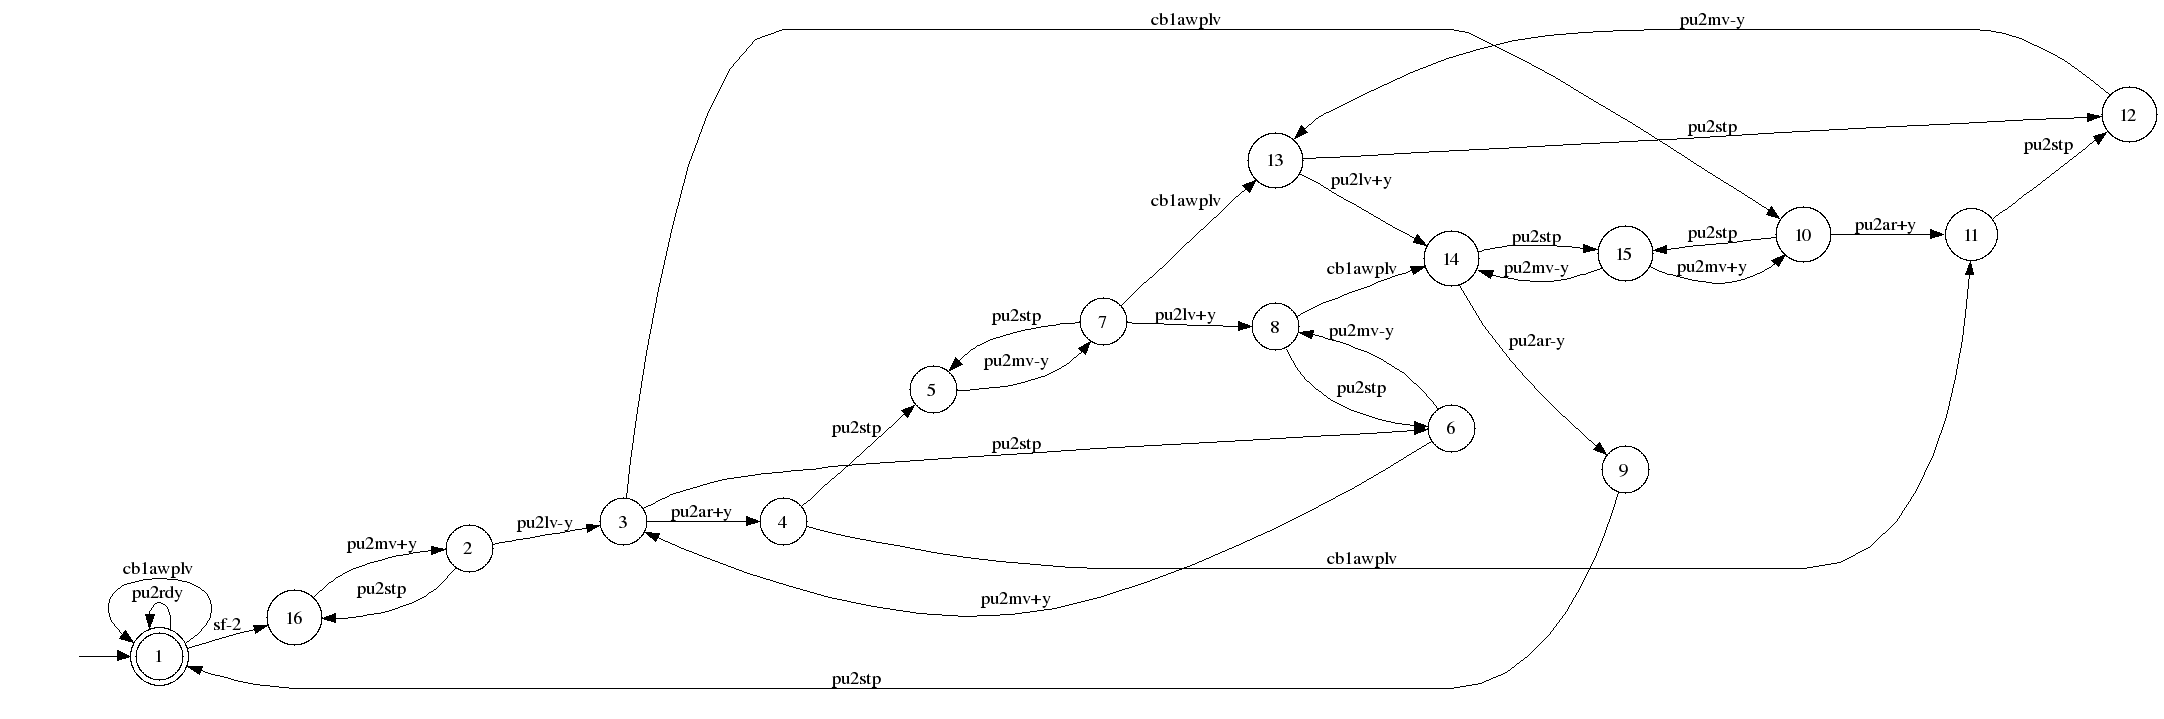 cb1awplv
pu2mv-y
12
pu2stp
13
pu2stp
pu2lv+y
cb1awplv
10
pu2ar+y
11
pu2stp
pu2stp
15
14
pu2mv-y
pu2mv+y
cb1awplv
7
pu2lv+y
8
pu2mv-y
pu2stp
pu2mv-y
pu2ar-y
5
pu2stp
pu2stp
6
pu2stp
9
pu2lv-y
3
pu2ar+y
4
pu2mv+y
2
cb1awplv
cb1awplv
pu2rdy
pu2stp
pu2mv+y
sf-2
16
1
pu2stp